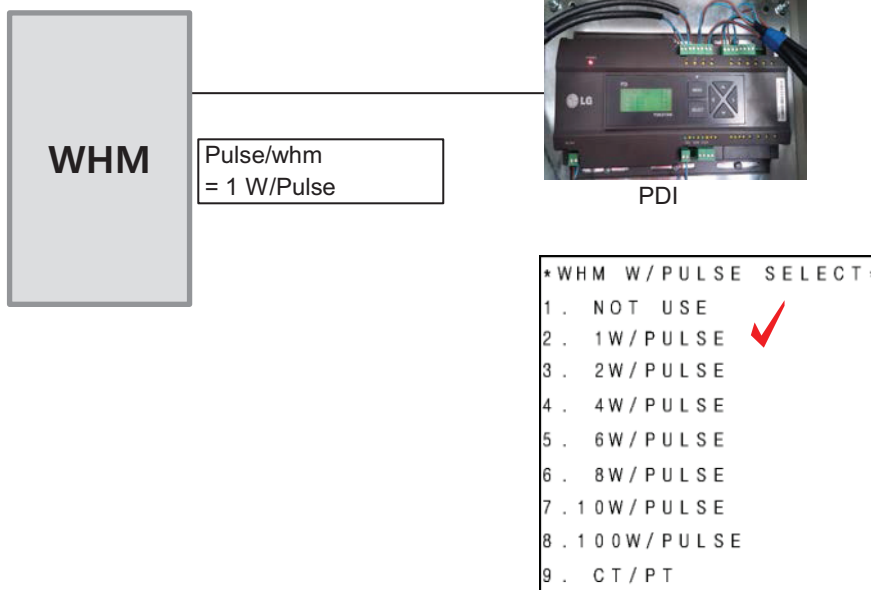 WHM
Pulse/whm
= 1 W/Pulse
LG
PDI
*WHM W/PULSE SELECT*
1. NOT USE
2. 1W/PULSE
3. 2W/PULSE
4. 4W/PULSE
5. 6W/PULSE
6. 8W/PULSE
7.10W/PULSE
8.100W/PULSE
9. CT/PT